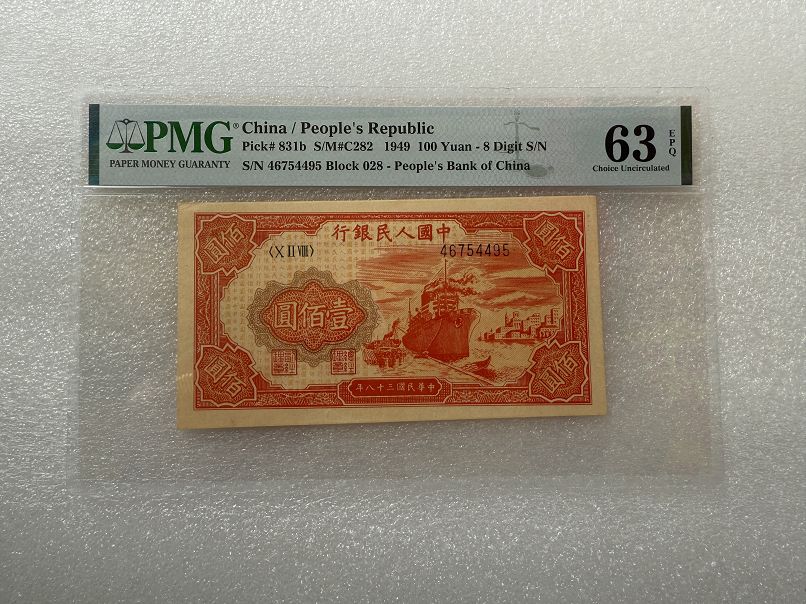 PMG®
PAPER MONEY GUARANTY
China / People's Republic
Pick# 831b S/M#C282 1949 100 Yuan - 8 Digit S/N
S/N 46754495 Block 028 - People's Bank of China
63
EPQ
Choice Uncirculated
行銀民人國中
〈X II VIII〉
46754495
佰圓
佰圓
圓佰壹
佰圓
佰圓
年八十三國民華中